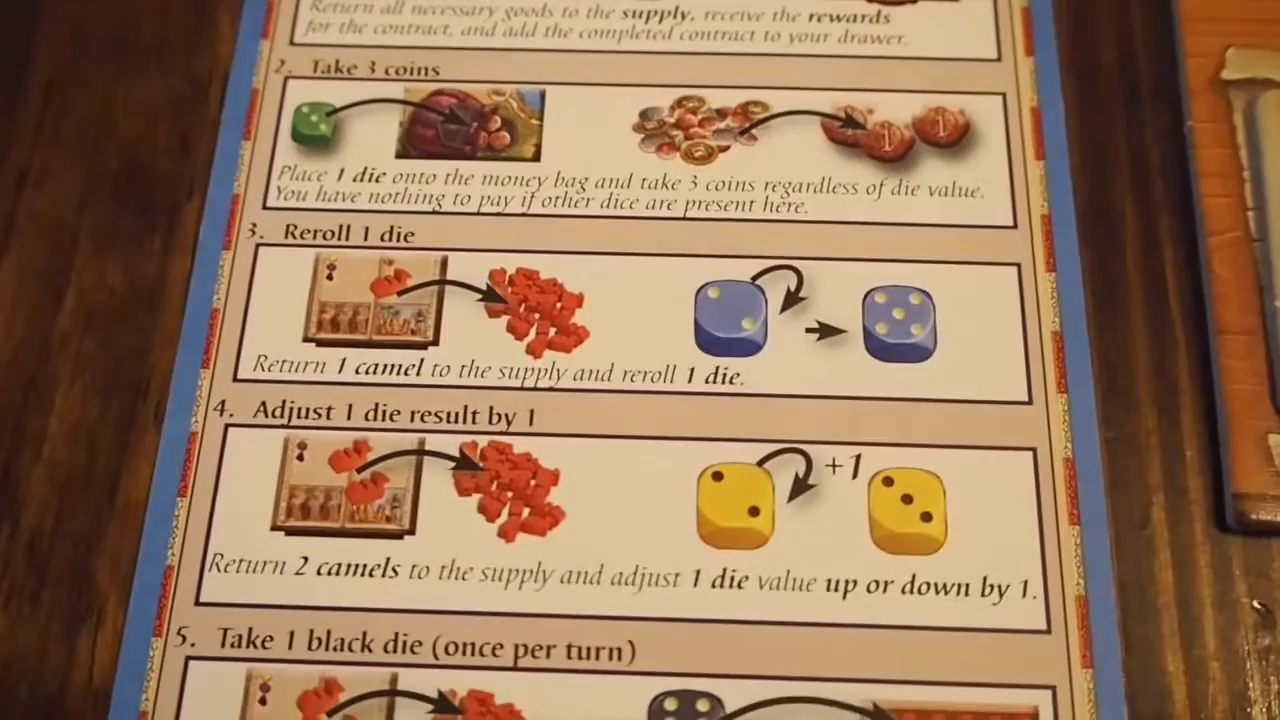 Return all necessary goods to the supply, receive the rewards
for the contract, and add the completed contract to your drawer.
2. Take 3 coins
1
1
1
Place 1 die onto the money bag and take 3 coins regardless of die value.
You have nothing to pay if other dice are present here.
3. Reroll 1 die
Return 1 camel to the supply and reroll 1 die.
4. Adjust 1 die result by 1
+1
Return 2 camels to the supply and adjust 1 die value up or down by 1.
5. Take 1 black die (once per turn)